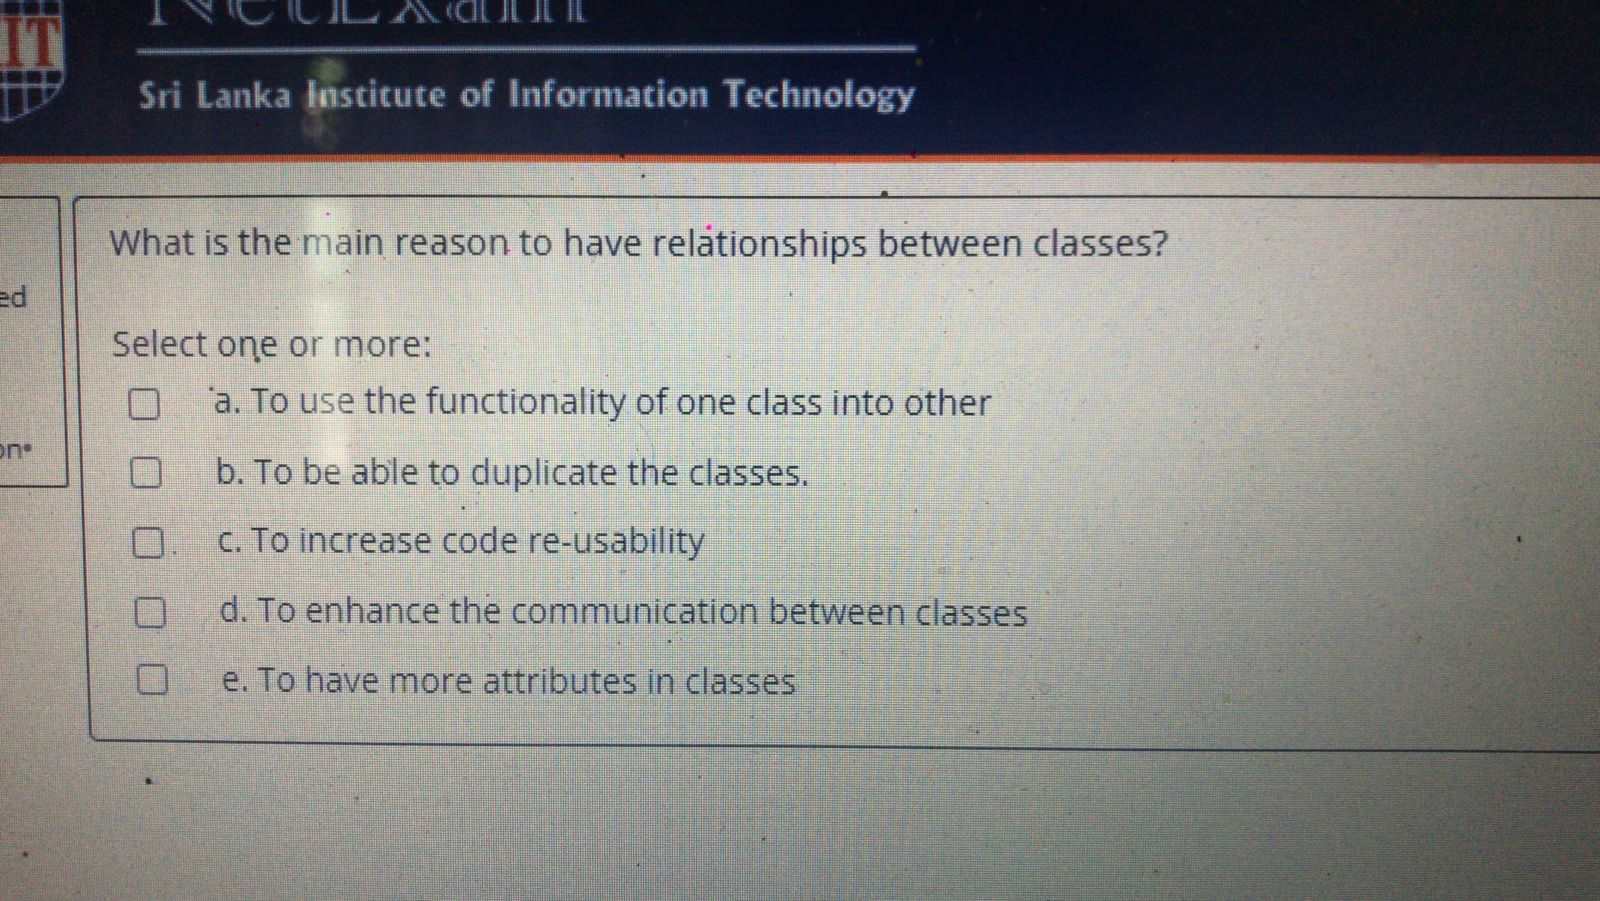 IT
NetExam
Sri Lanka Institute of Information Technology
ed
on
What is the main reason to have relationships between classes?
Select one or more:
a. To use the functionality of one class into other
b. To be able to duplicate the classes.
c. To increase code re-usability
d. To enhance the communication between classes
e. To have more attributes in classes